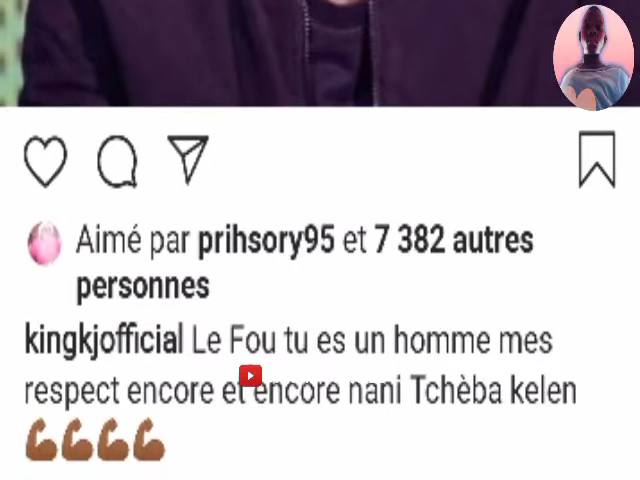 Aimé par prihsory95 et 7 382 autres
personnes
kingkjofficial Le Fou tu es un homme mes
respect encore et encore nani Tchèba kelen
💪🏾💪🏾💪🏾💪🏾